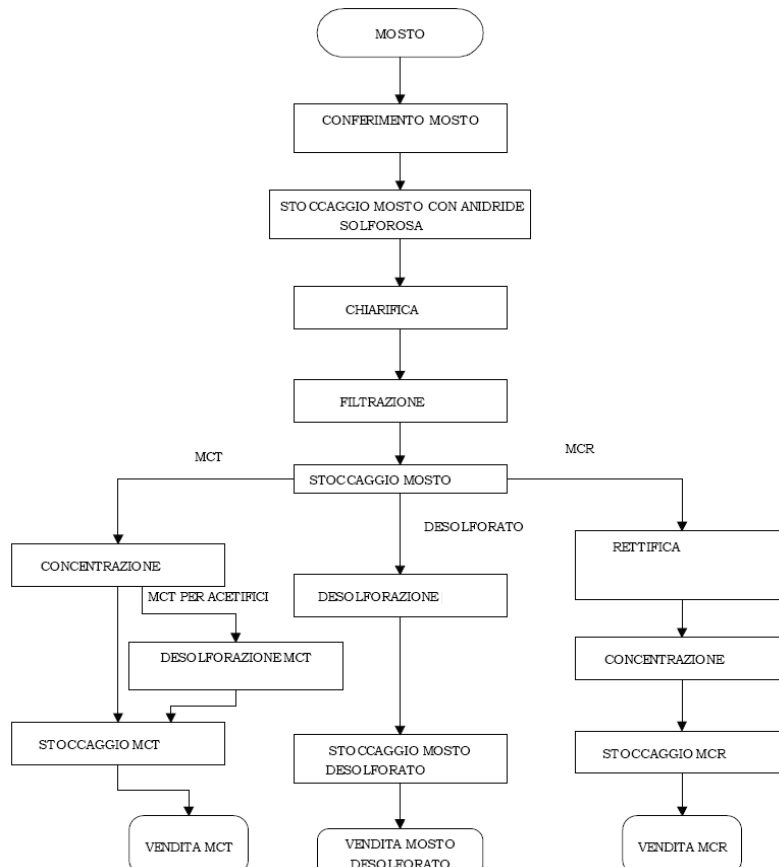 MOSTO
CONFERIMENTO MOSTO
STOCCAGGIO MOSTO CON ANIDRIDE
SOLFOROSA
CHIARIFICA
FILTRAZIONE
MCT
MCR
STOCCAGGIO MOSTO
DESOLFORATO
RETTIFICA
CONCENTRAZIONE
MCT PER ACETIFICI
DESOLFORAZIONE
DESOLFORAZIONE MCT
CONCENTRAZIONE
STOCCAGGIO MCT
STOCCAGGIO MOSTO
DESOLFORATO
STOCCAGGIO MCR
VENDITA MCT
VENDITA MOSTO
DESOLFORATO
VENDITA MCR